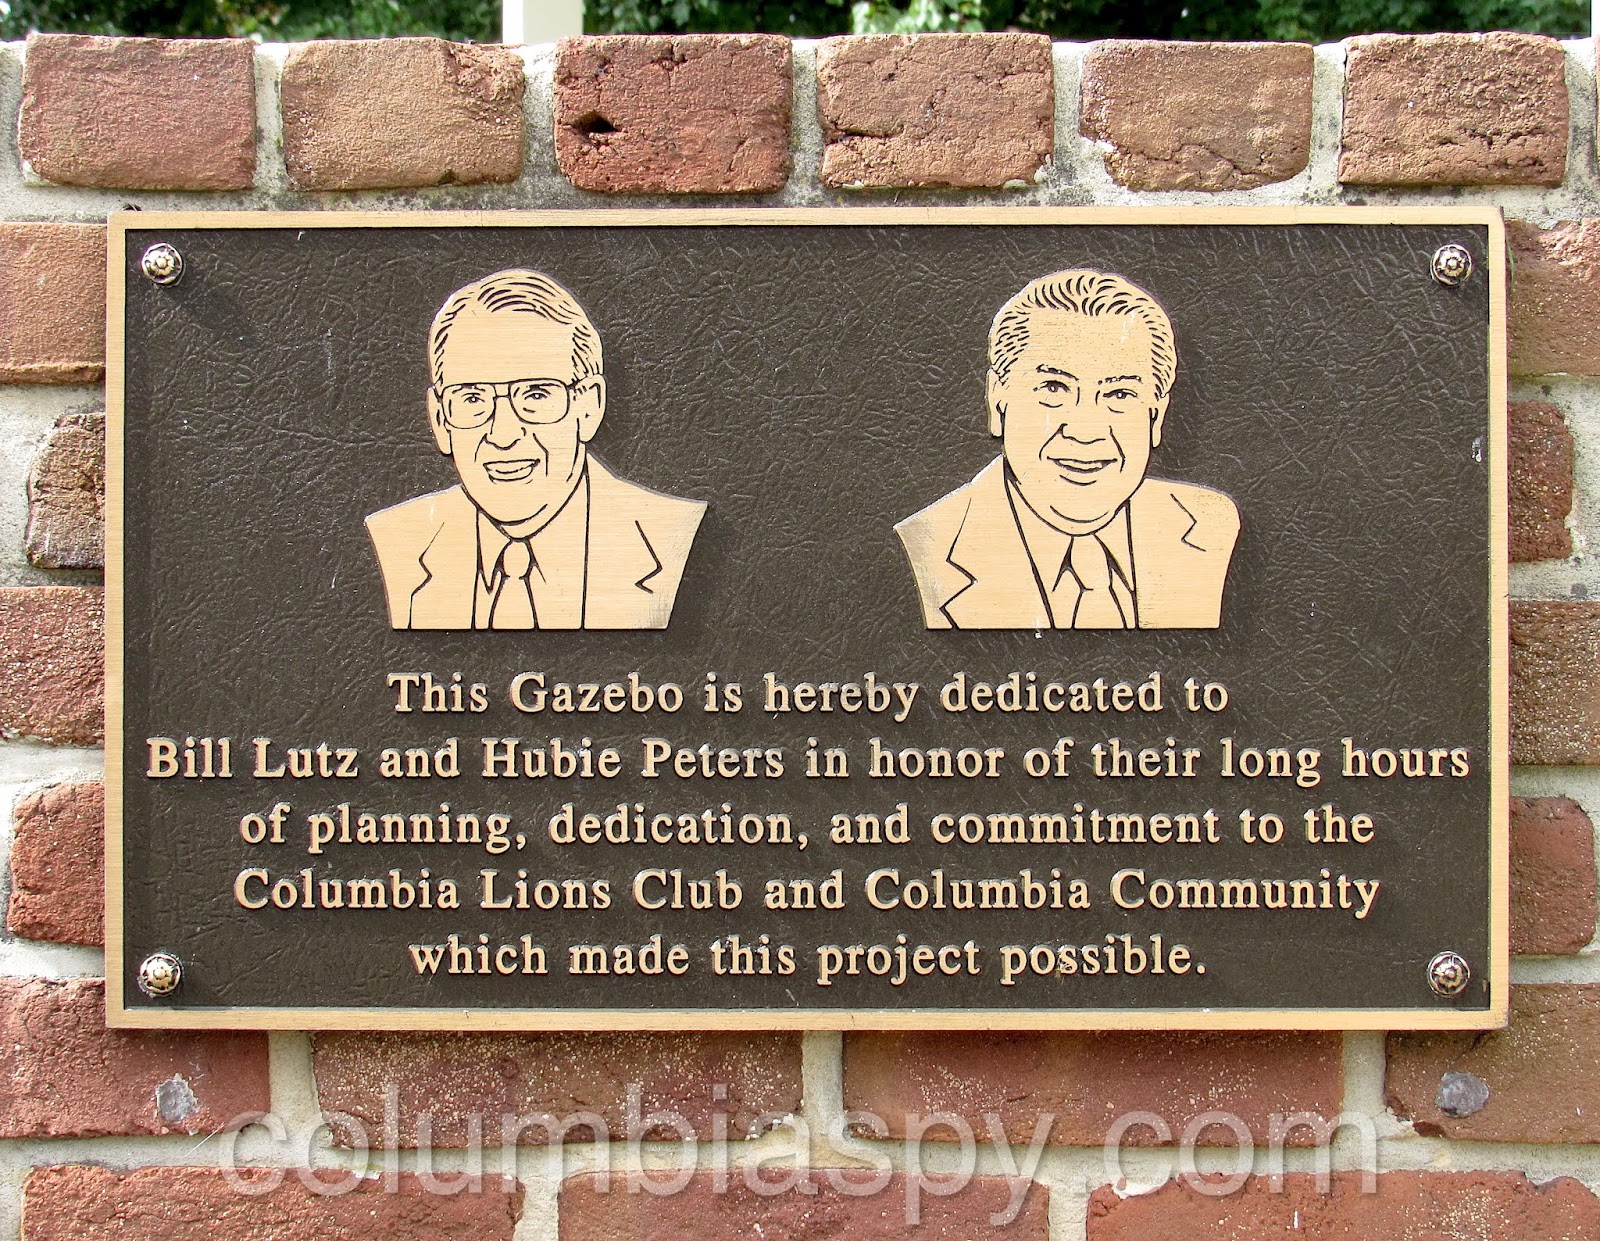 This Gazebo is hereby dedicated to
Bill Lutz and Hubie Peters in honor of their long hours
of planning, dedication, and commitment to the
Columbia Lions Club and Columbia Community
which made this project possible.
columbiaspy.com